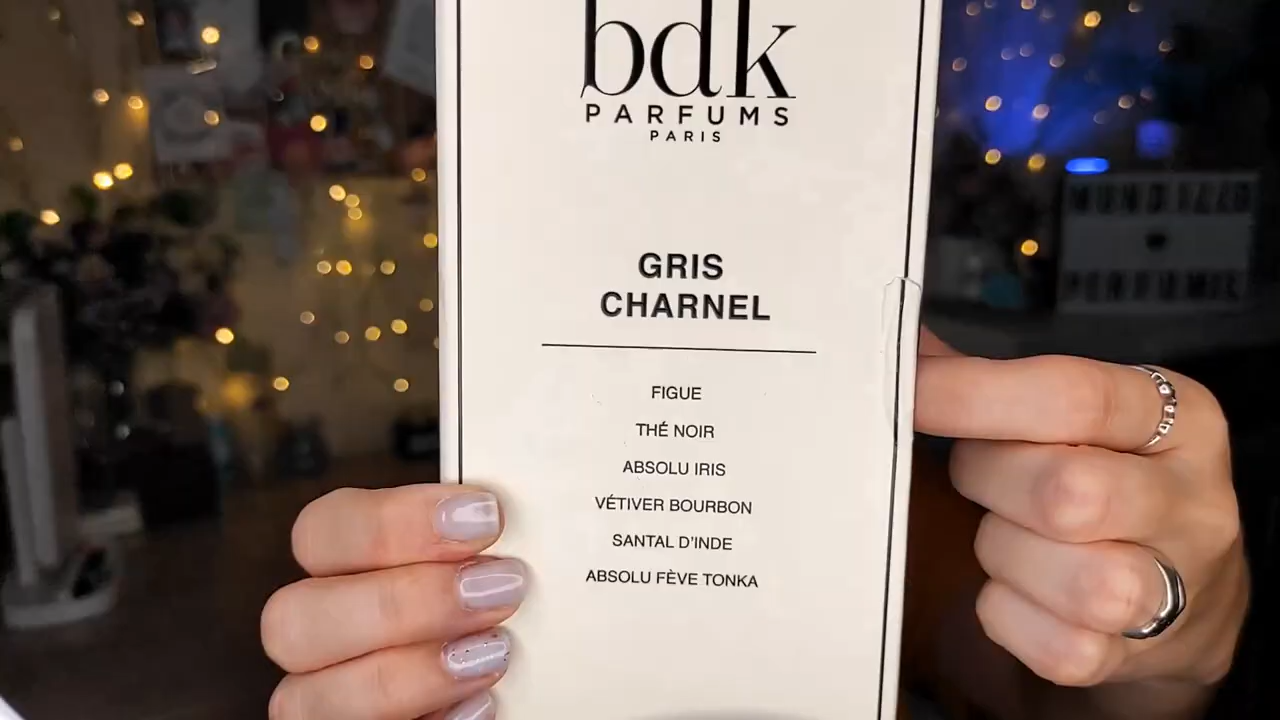 bdk
PARFUMS
PARIS
GRIS
CHARNEL
FIGUE
THÉ NOIR
ABSOLU IRIS
VÉTIVER BOURBON
SANTAL D'INDE
ABSOLU FÈVE TONKA